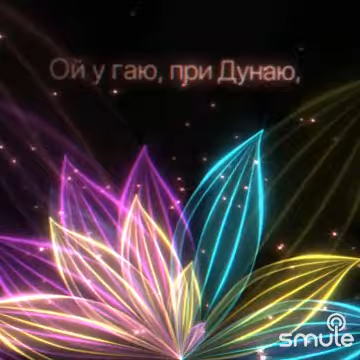 Ой у гаю, при Дунаю,
smule